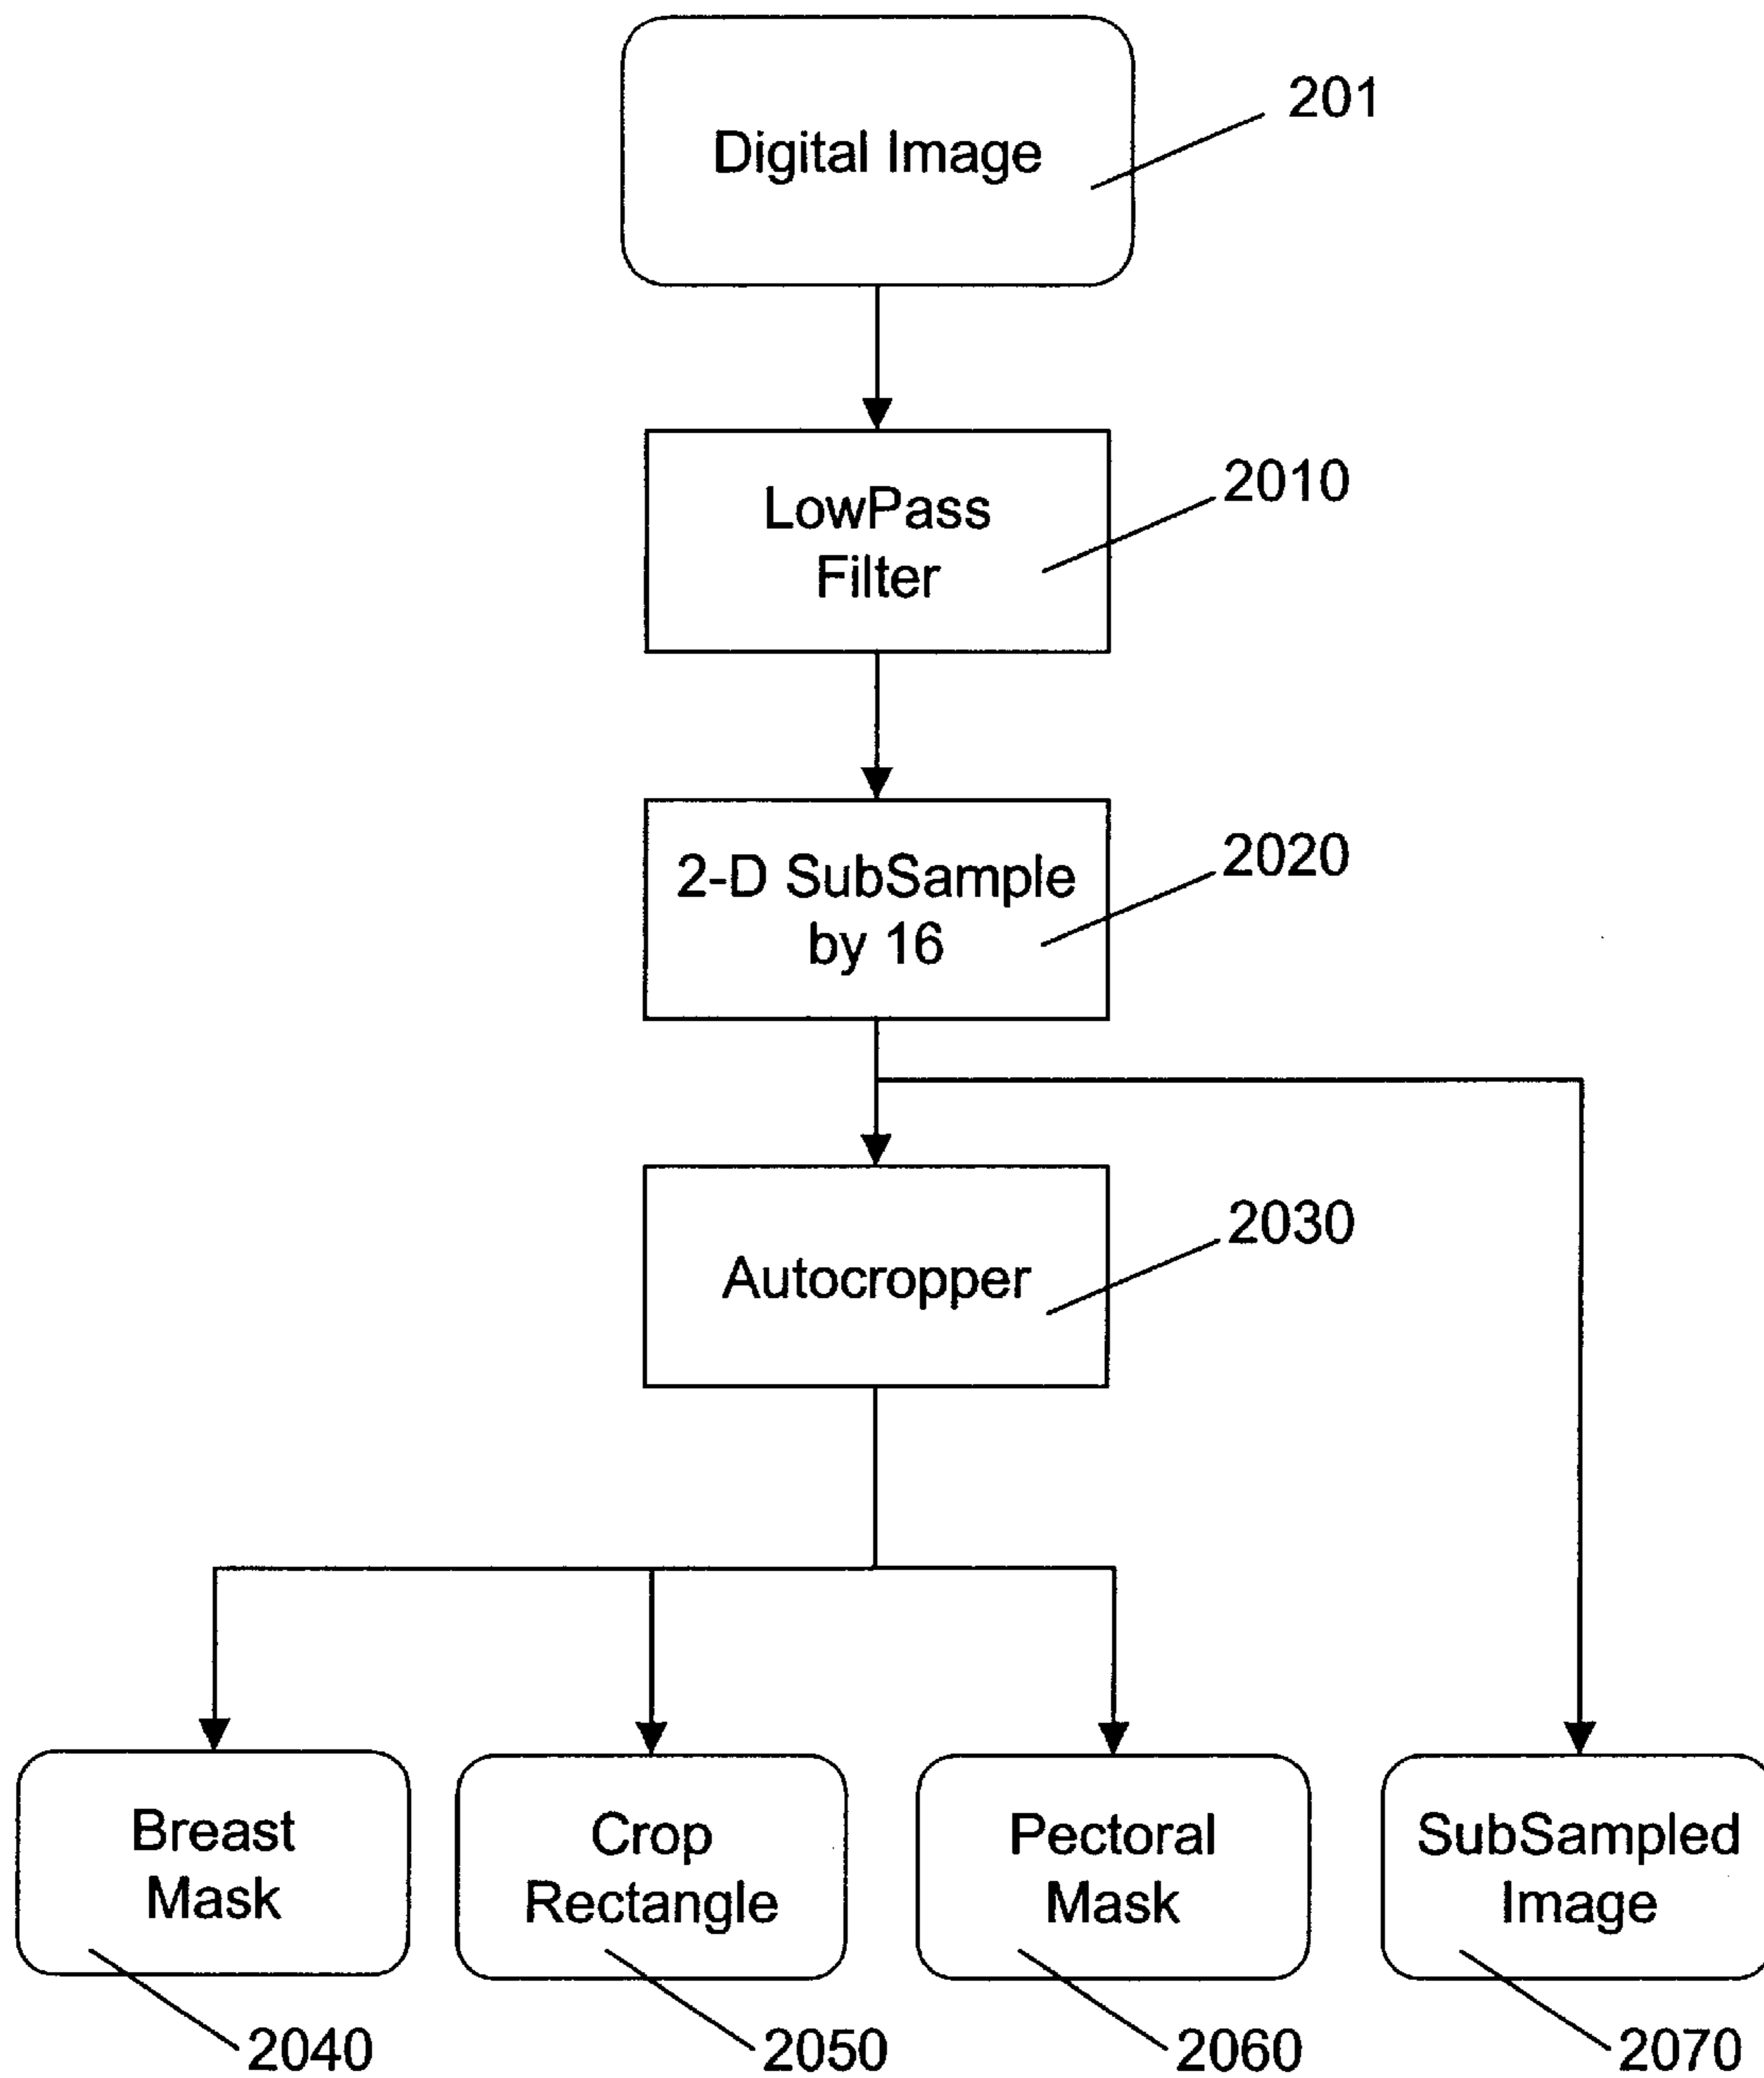 Digital Image
201
LowPass
Filter
2010
2-D SubSample
by 16
2020
Autocropper
2030
Breast
Mask
Crop
Rectangle
Pectoral
Mask
SubSampled
Image
2040
2050
2060
2070